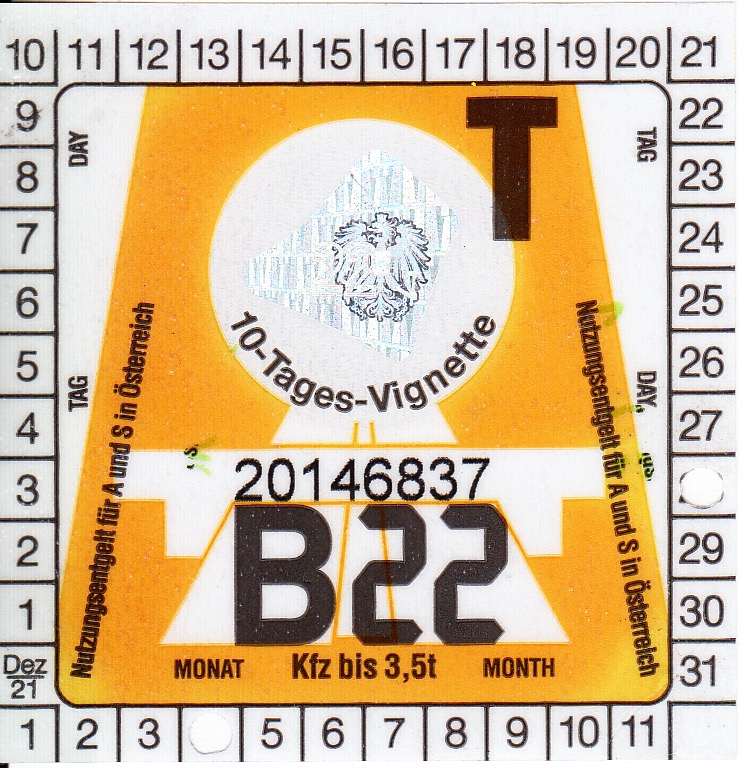 10 11 12 13 14 15 16 17 18 19 20 21
9
8
7
6
5
4
3
2
1
Dez
21
22
23
24
25
26
27
29
30
31
DAY
TAG
T
TAG
DAY
10-Tages-Vignette
Nutzungsentgelt für A und S in Österreich
Nutzungsentgelt für A und S in Österreich
20146837
B22
MONAT Kfz bis 3,5t MONTH
1 2 3 5 6 7 8 9 10 11